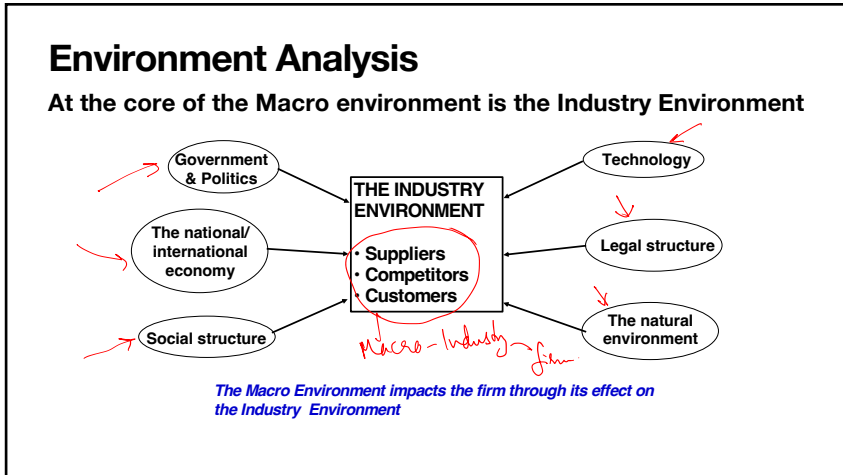 Environment Analysis
At the core of the Macro environment is the Industry Environment
Government
& Politics
The national/
international
economy
Social structure
THE INDUSTRY
ENVIRONMENT
• Suppliers
• Competitors
• Customers
Technology
Legal structure
The natural
environment
Macro - Industry - firm
The Macro Environment impacts the firm through its effect on
the Industry Environment